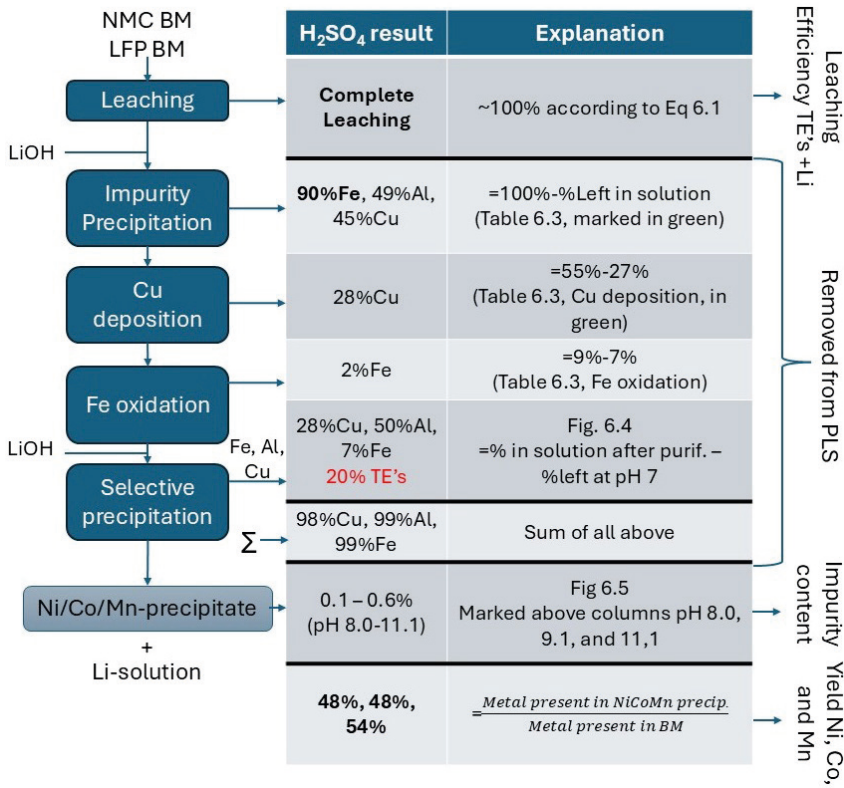 NMC BM
LFP BM
Leaching
LiOH
Impurity
Precipitation
Cu
deposition
Fe oxidation
LiOH
Fe, Al,
Cu
Selective
precipitation
Σ
Ni/Co/Mn-precipitate
+
Li-solution
H₂SO₄ result
Explanation
Complete
Leaching
~100% according to Eq 6.1
90%Fe, 49%Al,
45%Cu
=100%-%Left in solution
(Table 6.3, marked in green)
28%Cu
=55%-27%
(Table 6.3, Cu deposition, in
green)
2%Fe
=9%-7%
(Table 6.3, Fe oxidation)
28%Cu, 50%Al,
7%Fe
20% TE's
Fig. 6.4
=% in solution after purif. –
%left at pH 7
98%Cu, 99%Al,
99%Fe
Sum of all above
0.1 – 0.6%
(pH 8.0-11.1)
Fig 6.5
Marked above columns pH 8.0,
9.1, and 11,1
48%, 48%,
54%
=Metal present in NiCoMn precip.
Metal present in BM
Leaching
Efficiency TE's +Li
Removed from PLS
Impurity
content
Yield Ni, Co,
and Mn